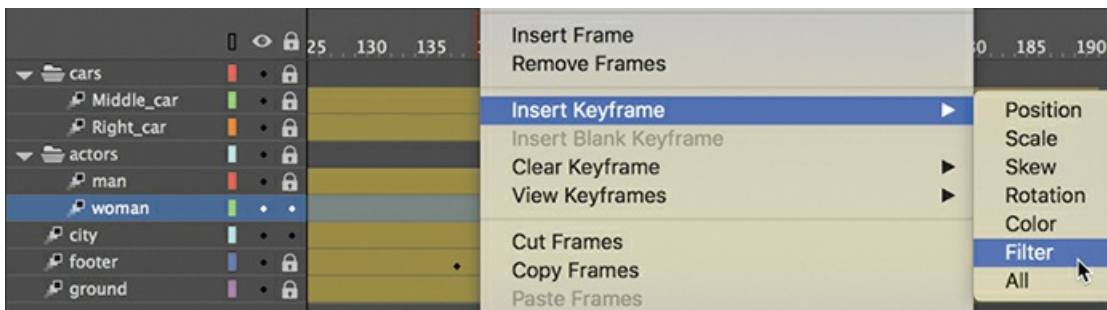 25 130 135
0 185 190
cars
Middle_car
Right_car
actors
man
woman
city
footer
ground
Insert Frame
Remove Frames
Insert Keyframe
Insert Blank Keyframe
Clear Keyframe
View Keyframes
Cut Frames
Copy Frames
Paste Frames
Position
Scale
Skew
Rotation
Color
Filter
All